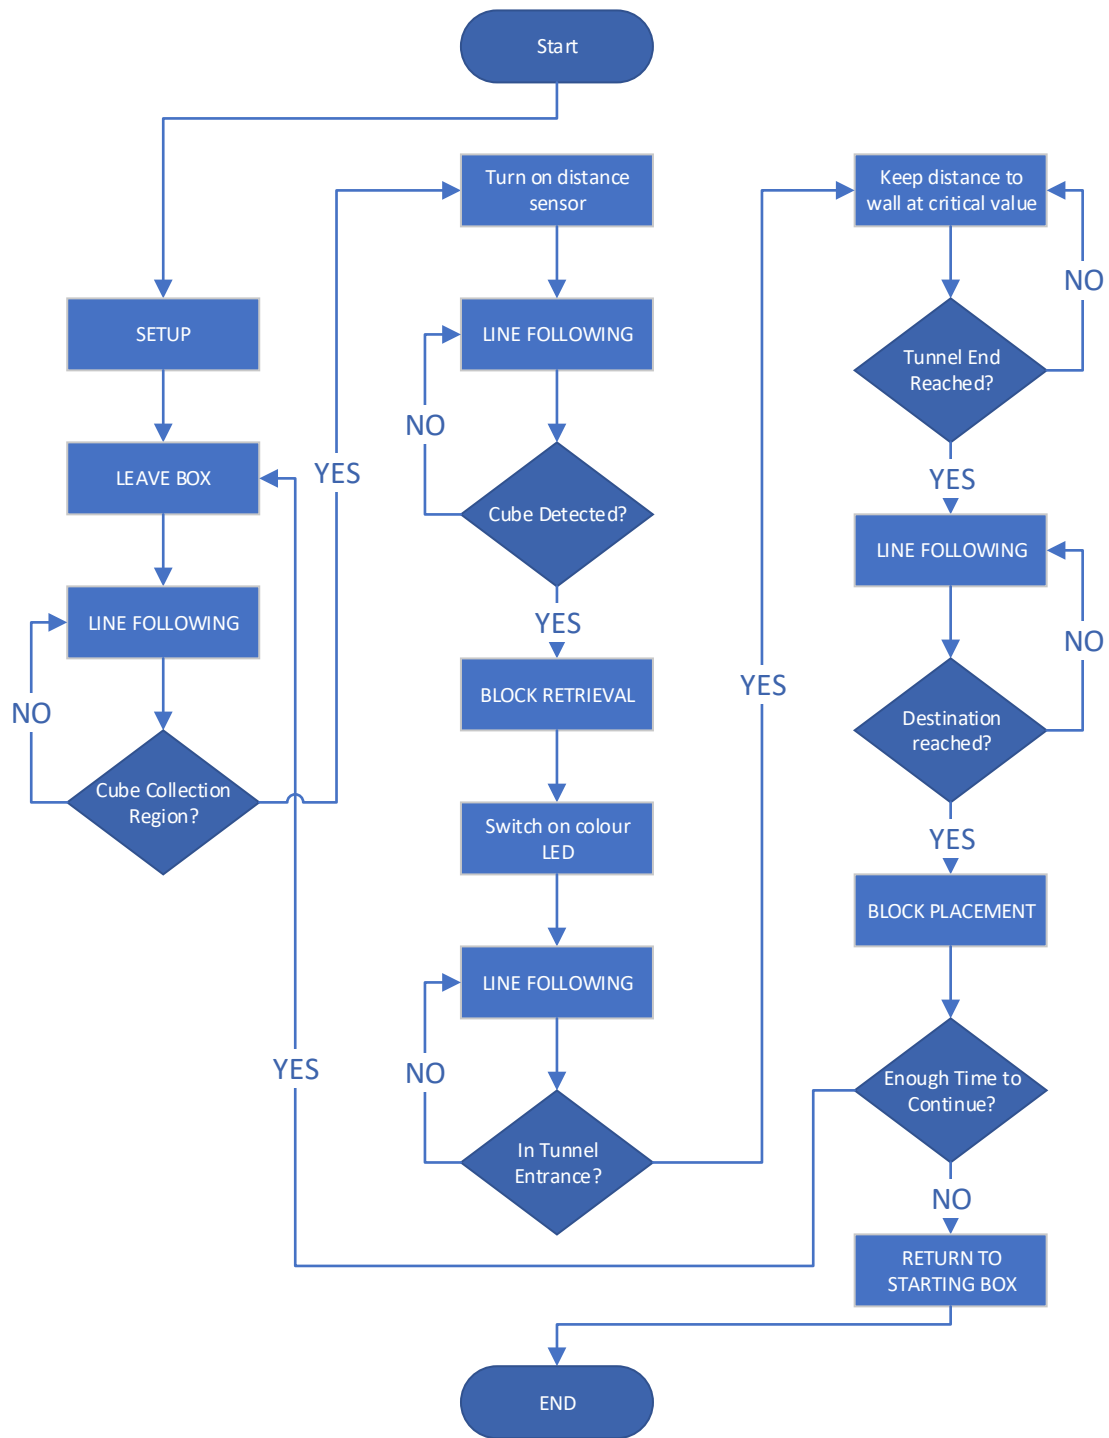 Start
SETUP
LEAVE BOX
LINE FOLLOWING
NO
Cube Collection
Region?
YES
Turn on distance
sensor
LINE FOLLOWING
NO
Cube Detected?
YES
BLOCK RETRIEVAL
Switch on colour
LED
LINE FOLLOWING
NO
In Tunnel
Entrance?
YES
Keep distance to
wall at critical value
NO
Tunnel End
Reached?
YES
LINE FOLLOWING
NO
Destination
reached?
YES
BLOCK PLACEMENT
Enough Time to
Continue?
YES
NO
RETURN TO
STARTING BOX
END